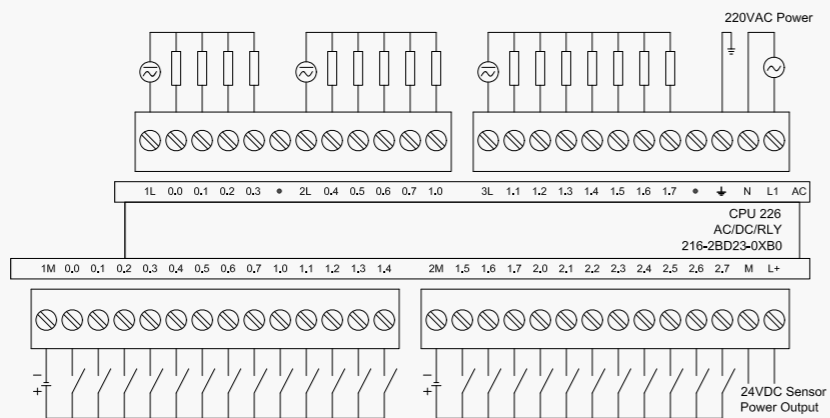 220VAC Power
1L 0.0 0.1 0.2 0.3 • 2L 0.4 0.5 0.6 0.7 1.0 3L 1.1 1.2 1.3 1.4 1.5 1.6 1.7 • ⏚ N L1 AC
CPU 226
AC/DC/RLY
216-2BD23-0XB0
1M 0.0 0.1 0.2 0.3 0.4 0.5 0.6 0.7 1.0 1.1 1.2 1.3 1.4 2M 1.5 1.6 1.7 2.0 2.1 2.2 2.3 2.4 2.5 2.6 2.7 M L+
24VDC Sensor
Power Output